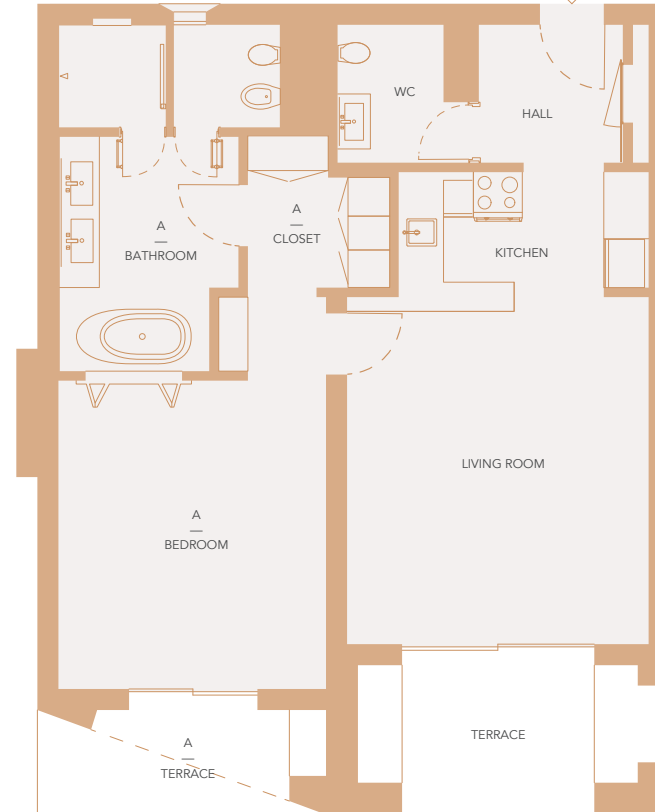 WC
HALL
A
CLOSET
A
BATHROOM
KITCHEN
LIVING ROOM
A
BEDROOM
TERRACE
A
TERRACE